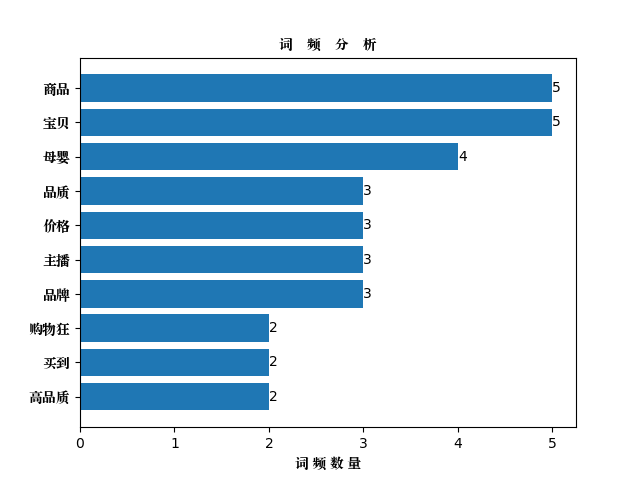 词 频 分 析
商品 5
宝贝 5
母婴 4
品质 3
价格 3
主播 3
品牌 3
购物狂 2
买到 2
高品质 2
0 1 2 3 4 5
词 频 数 量